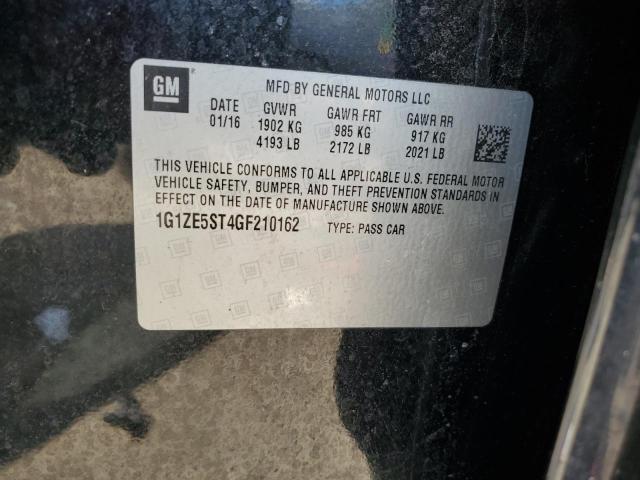 GM
MFD BY GENERAL MOTORS LLC
DATE GVWR GAWR FRT GAWR RR
01/16 1902 KG 985 KG 917 KG
4193 LB 2172 LB 2021 LB
THIS VEHICLE CONFORMS TO ALL APPLICABLE U.S. FEDERAL MOTOR
VEHICLE SAFETY, BUMPER, AND THEFT PREVENTION STANDARDS IN
EFFECT ON THE DATE OF MANUFACTURE SHOWN ABOVE.
1G1ZE5ST4GF210162 TYPE: PASS CAR